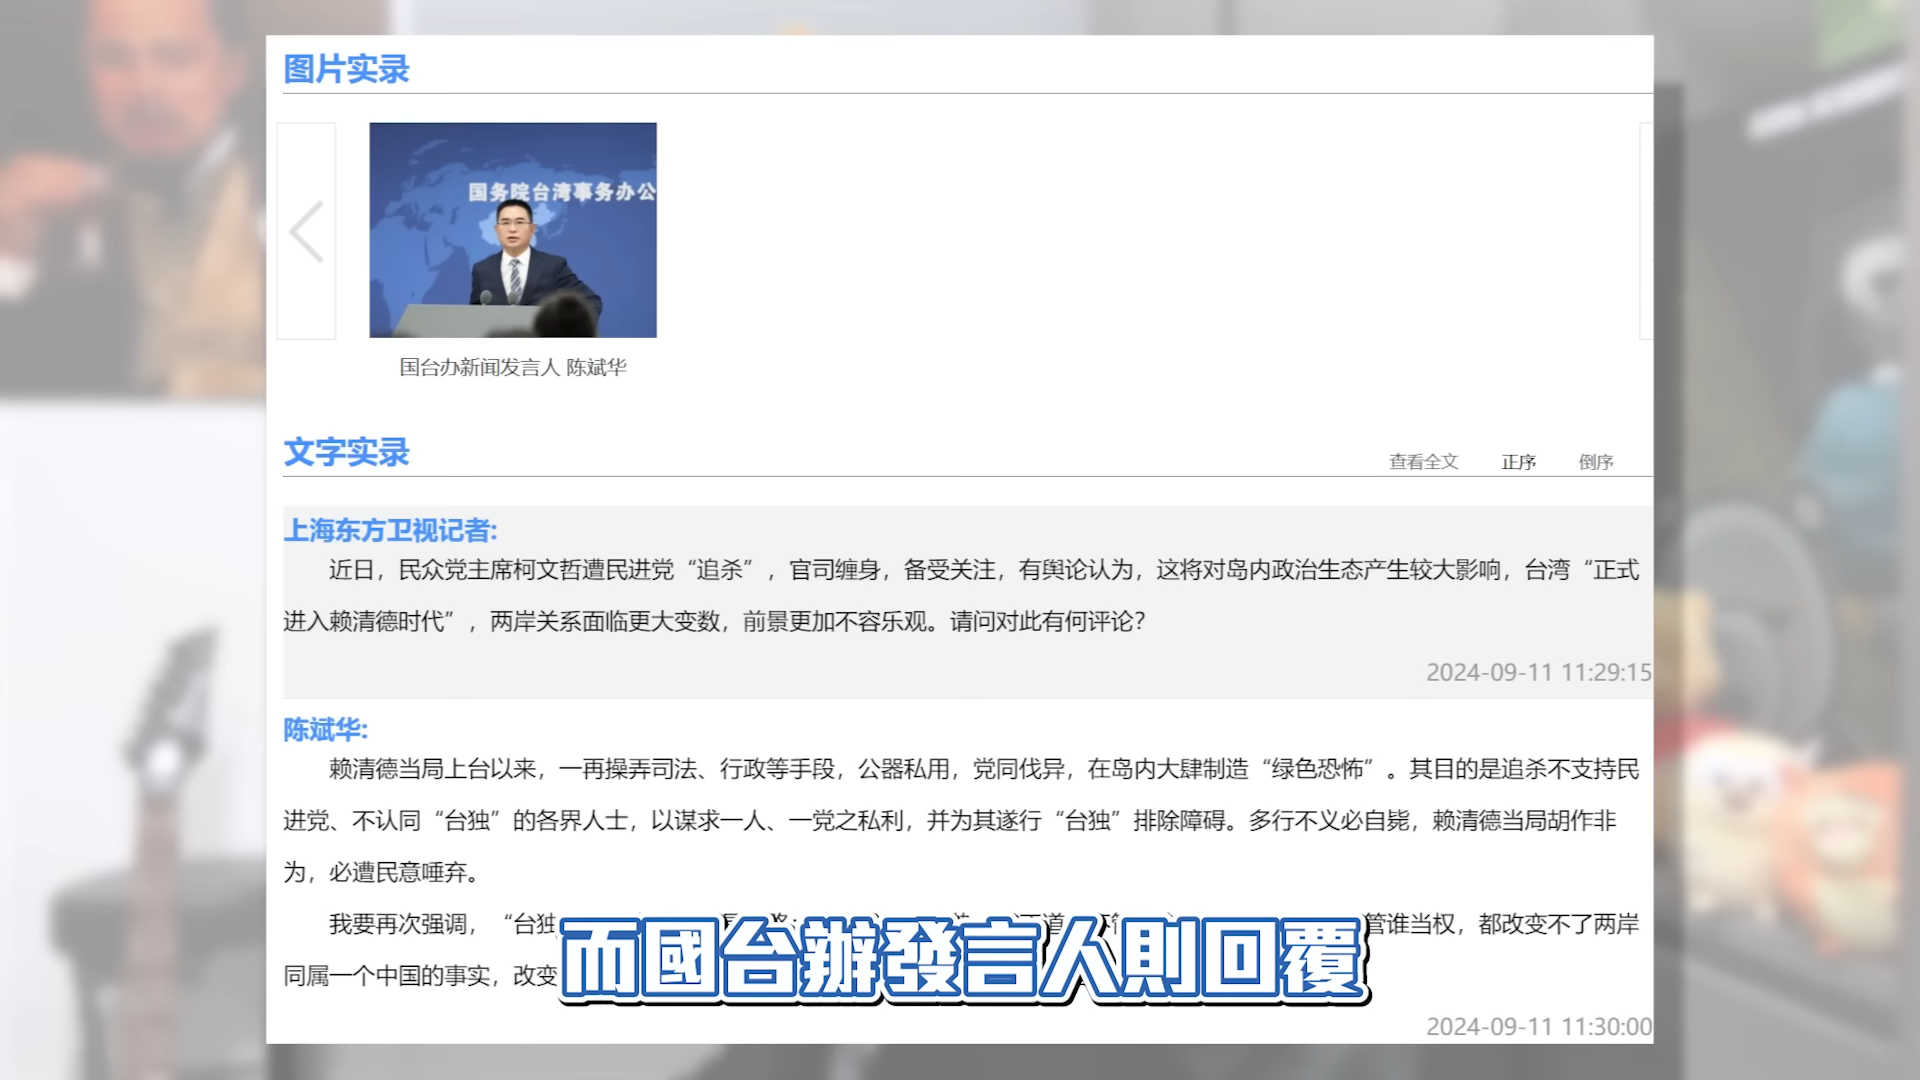 图片实录
国务院台湾事务办公
国台办新闻发言人 陈斌华
文字实录
查看全文 正序 倒序
上海东方卫视记者:
近日，民众党主席柯文哲遭民进党“追杀”，官司缠身，备受关注，有舆论认为，这将对岛内政治生态产生较大影响，台湾“正式
进入赖清德时代”，两岸关系面临更大变数，前景更加不容乐观。请问对此有何评论？
2024-09-11 11:29:15
陈斌华:
赖清德当局上台以来，一再操弄司法、行政等手段，公器私用，党同伐异，在岛内大肆制造“绿色恐怖”。其目的是追杀不支持民
进党、不认同“台独”的各界人士，以谋求一人、一党之私利，并为其遂行“台独”排除障碍。多行不义必自毙，赖清德当局胡作非
为，必遭民意唾弃。
我要再次强调，“台独 管谁当权，都改变不了两岸
同属一个中国的事实，改变
而國台辦發言人則回覆
2024-09-11 11:30:00